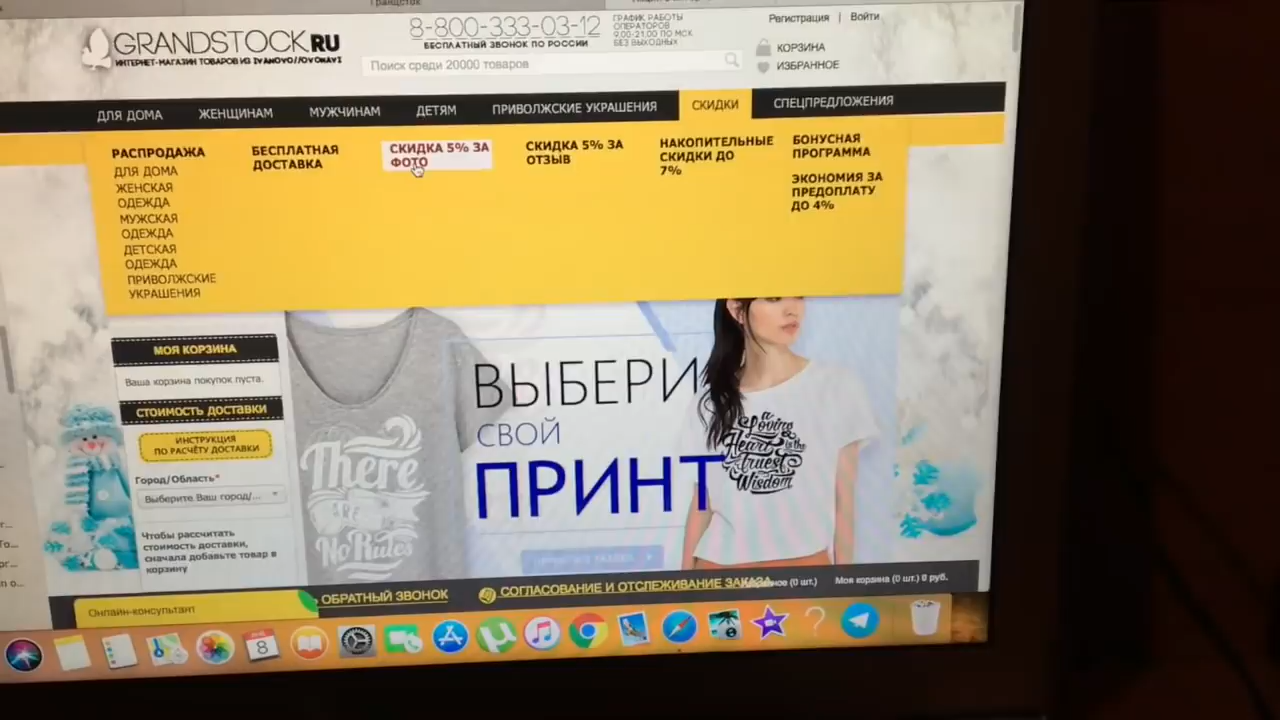 8-800-333-03-12
БЕСПЛАТНЫЙ ЗВОНОК ПО РОССИИ
ГРАФИК РАБОТЫ
ОПЕРАТОРОВ
9.00-21.00 ПО МСК
БЕЗ ВЫХОДНЫХ
Регистрация | Войти
GRANDSTOCK.RU
ИНТЕРНЕТ-МАГАЗИН ТОВАРОВ ИЗ
КОРЗИНА
ИЗБРАННОЕ
Поиск среди 20000 товаров
ДЛЯ ДОМА
ЖЕНЩИНАМ
МУЖЧИНАМ
ДЕТЯМ
ПРИВОЛЖСКИЕ УКРАШЕНИЯ
СКИДКИ
СПЕЦПРЕДЛОЖЕНИЯ
РАСПРОДАЖА
ДЛЯ ДОМА
ЖЕНСКАЯ
ОДЕЖДА
МУЖСКАЯ
ОДЕЖДА
ДЕТСКАЯ
ОДЕЖДА
ПРИВОЛЖСКИЕ
УКРАШЕНИЯ
БЕСПЛАТНАЯ
ДОСТАВКА
СКИДКА 5% ЗА
ФОТО
СКИДКА 5% ЗА
ОТЗЫВ
НАКОПИТЕЛЬНЫЕ
СКИДКИ ДО
7%
БОНУСНАЯ
ПРОГРАММА
ЭКОНОМИЯ ЗА
ПРЕДОПЛАТУ
ДО 4%
МОЯ КОРЗИНА
Ваша корзина покупок пуста.
СТОИМОСТЬ ДОСТАВКИ
ИНСТРУКЦИЯ
ПО РАСЧЁТУ ДОСТАВКИ
Город/Область*
Выберите Ваш город/...
Чтобы рассчитать
стоимость доставки,
сначала добавьте товар в
корзину
There
ARE
No Rules
ВЫБЕРИ
СВОЙ
ПРИНТ
a
Loving
Heart is the
truest
Wisdom
Онлайн-консультант
ОБРАТНЫЙ ЗВОНОК
СОГЛАСОВАНИЕ И ОТСЛЕЖИВАНИЕ ЗАКАЗА
(0 шт.)
Моя корзина (0 шт.) 0 руб.
8